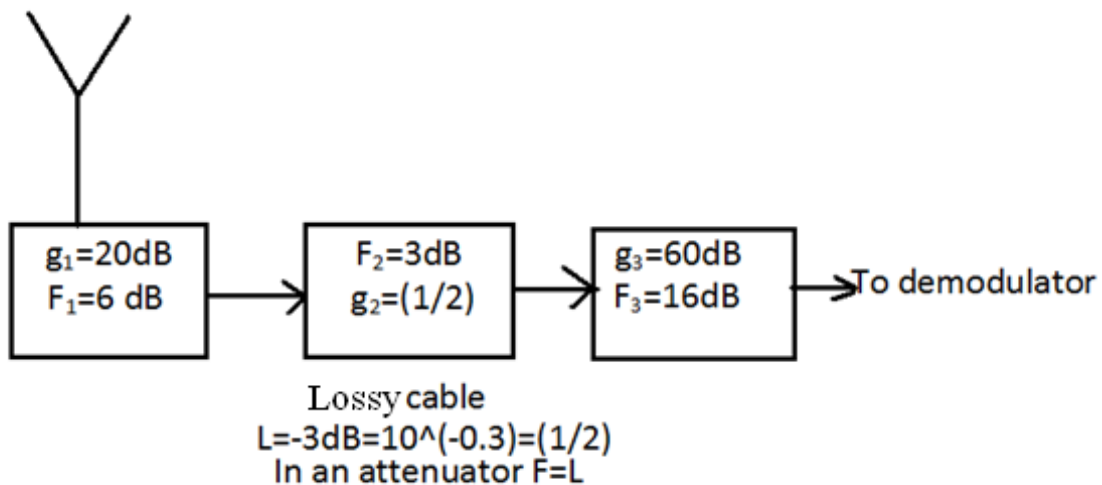 g₁=20dB
F₁=6 dB
F₂=3dB
g₂=(1/2)
g₃=60dB
F₃=16dB
To demodulator
Lossy cable
L=-3dB=10^(-0.3)=(1/2)
In an attenuator F=L